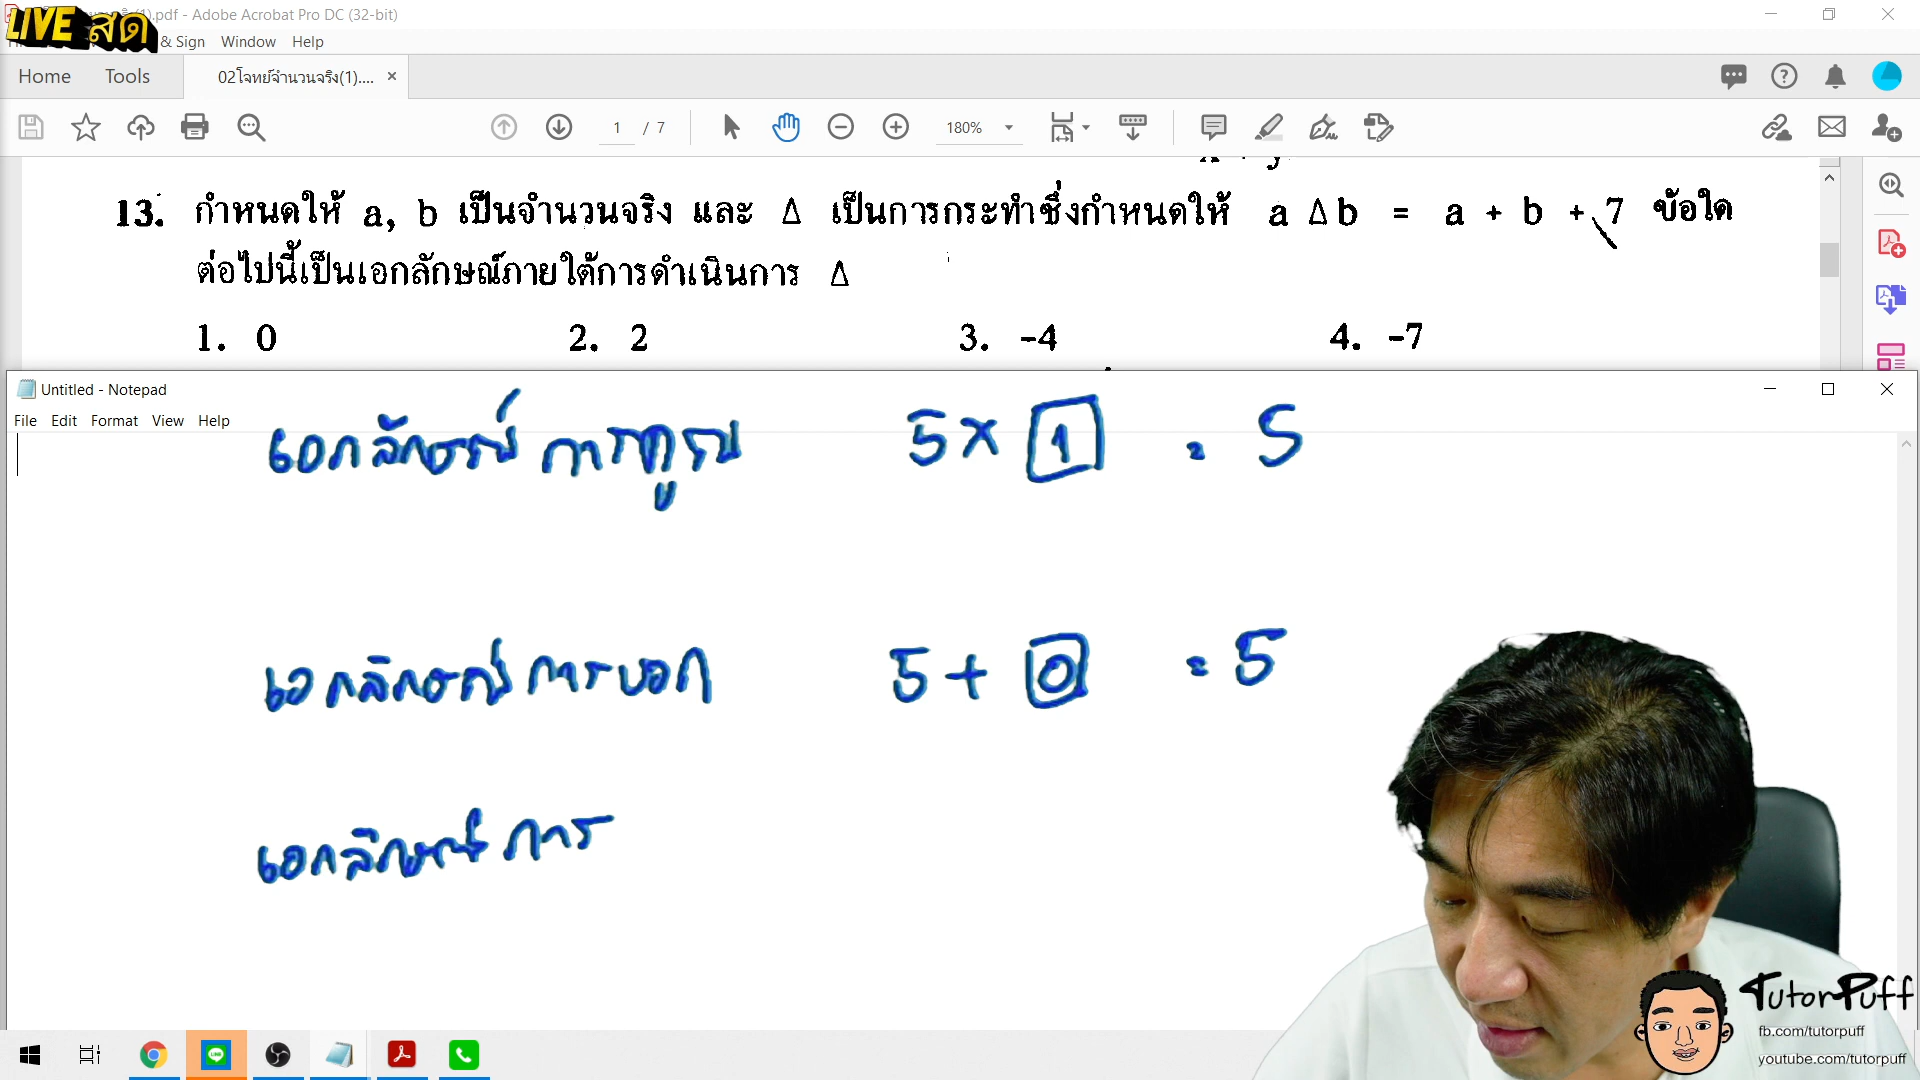 LIVE สด
(1).pdf - Adobe Acrobat Pro DC (32-bit)
& Sign Window Help
Home Tools 02โจทย์จำนวนจริง(1)....
1 / 7 180%
13. กำหนดให้ a, b เป็นจำนวนจริง และ Δ เป็นการกระทำซึ่งกำหนดให้ a Δ b = a + b + 7 ข้อใด
ต่อไปนี้เป็นเอกลักษณ์ภายใต้การดำเนินการ Δ
1. 0 2. 2 3. -4 4. -7
Untitled - Notepad
File Edit Format View Help
เอกลักษณ์ การคูณ 5 x 1 = 5
เอกลักษณ์ การบวก 5 + 0 = 5
เอกลักษณ์ การ
TutorPuff
fb.com/tutorpuff
youtube.com/tutorpuff